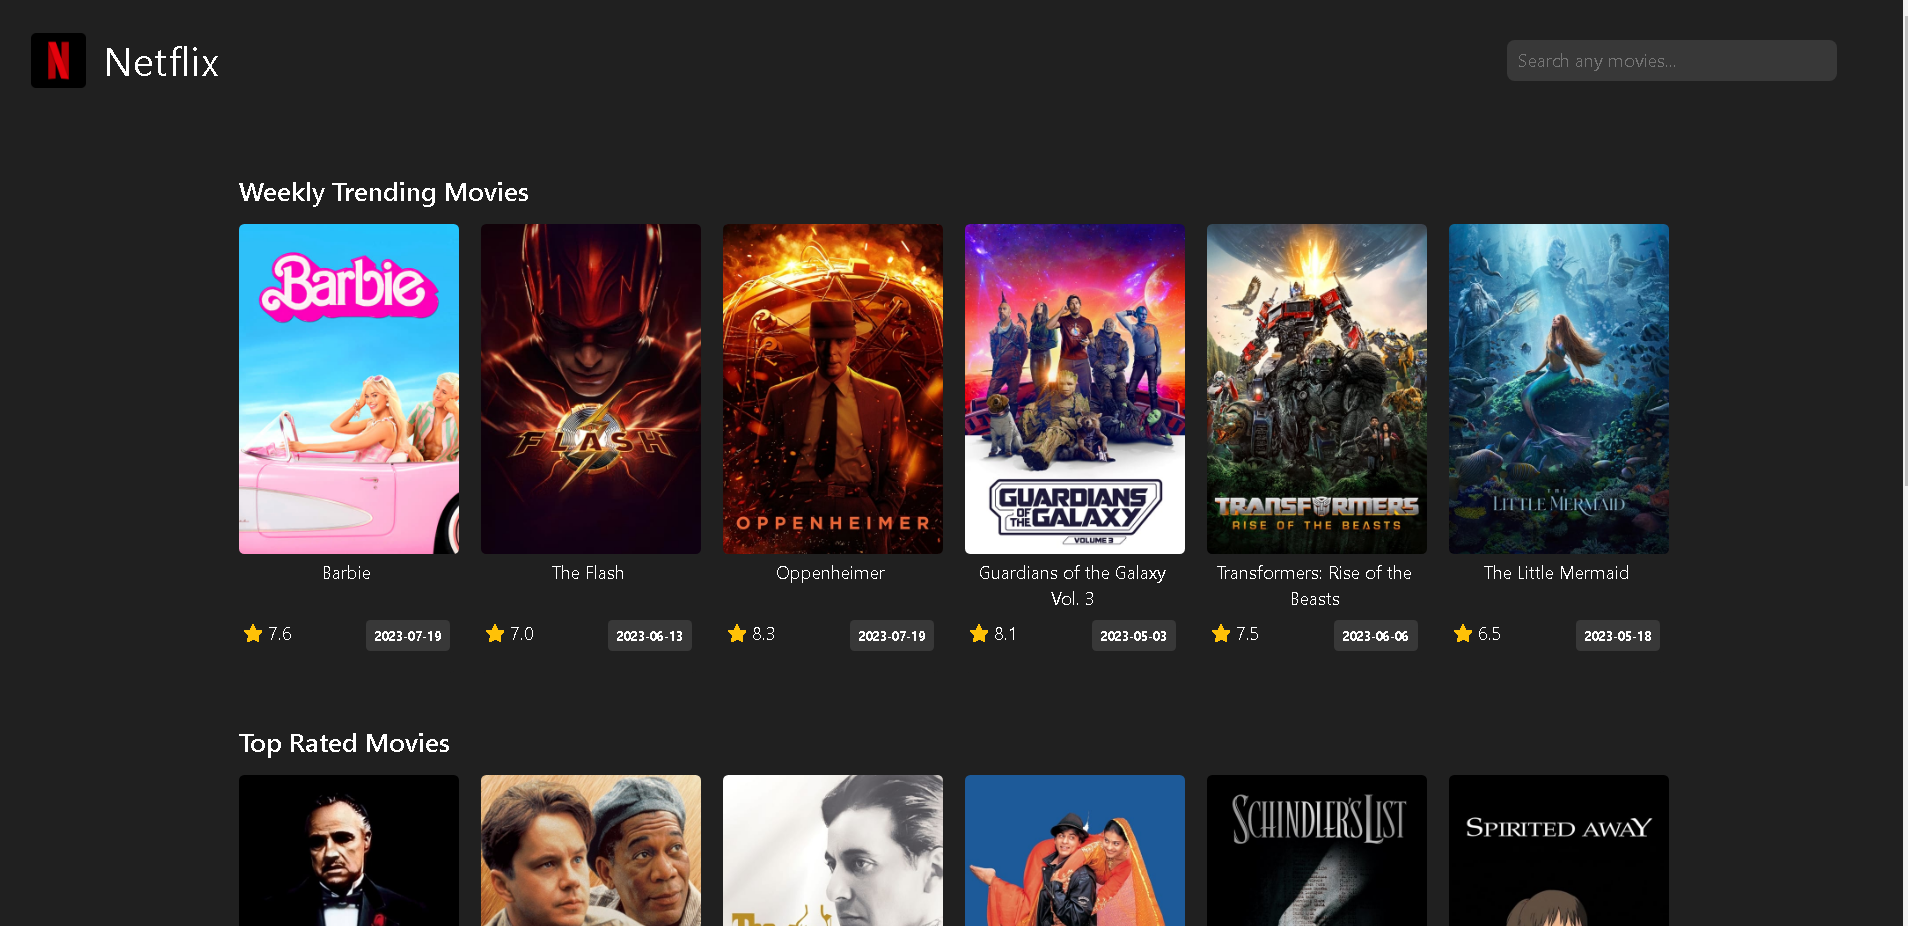 N Netflix
Search any movies...
Weekly Trending Movies
Barbie
FLASH
OPPENHEIMER
GUARDIANS
OF THE GALAXY
VOLUME 3
TRANSFORMERS
RISE OF THE BEASTS
THE
LITTLE MERMAID
Barbie
The Flash
Oppenheimer
Guardians of the Galaxy
Vol. 3
Transformers: Rise of the
Beasts
The Little Mermaid
7.6 2023-07-19
7.0 2023-06-13
8.3 2023-07-19
8.1 2023-05-03
7.5 2023-06-06
6.5 2023-05-18
Top Rated Movies
The
SCHINDLER'S LIST
SPIRITED AWAY